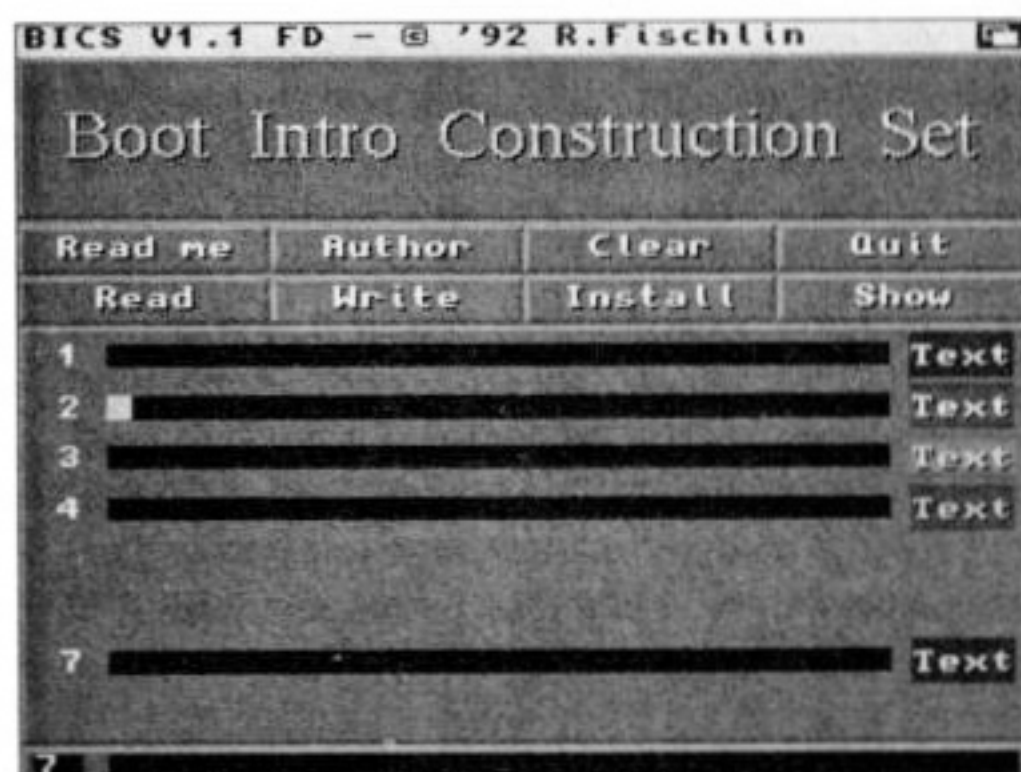 BICS V1.1 FD - © '92 R.Fischlin
Boot Intro Construction Set
Read me Author Clear Quit
Read Write Install Show
1 Text
2 Text
3 Text
4 Text
7 Text
7